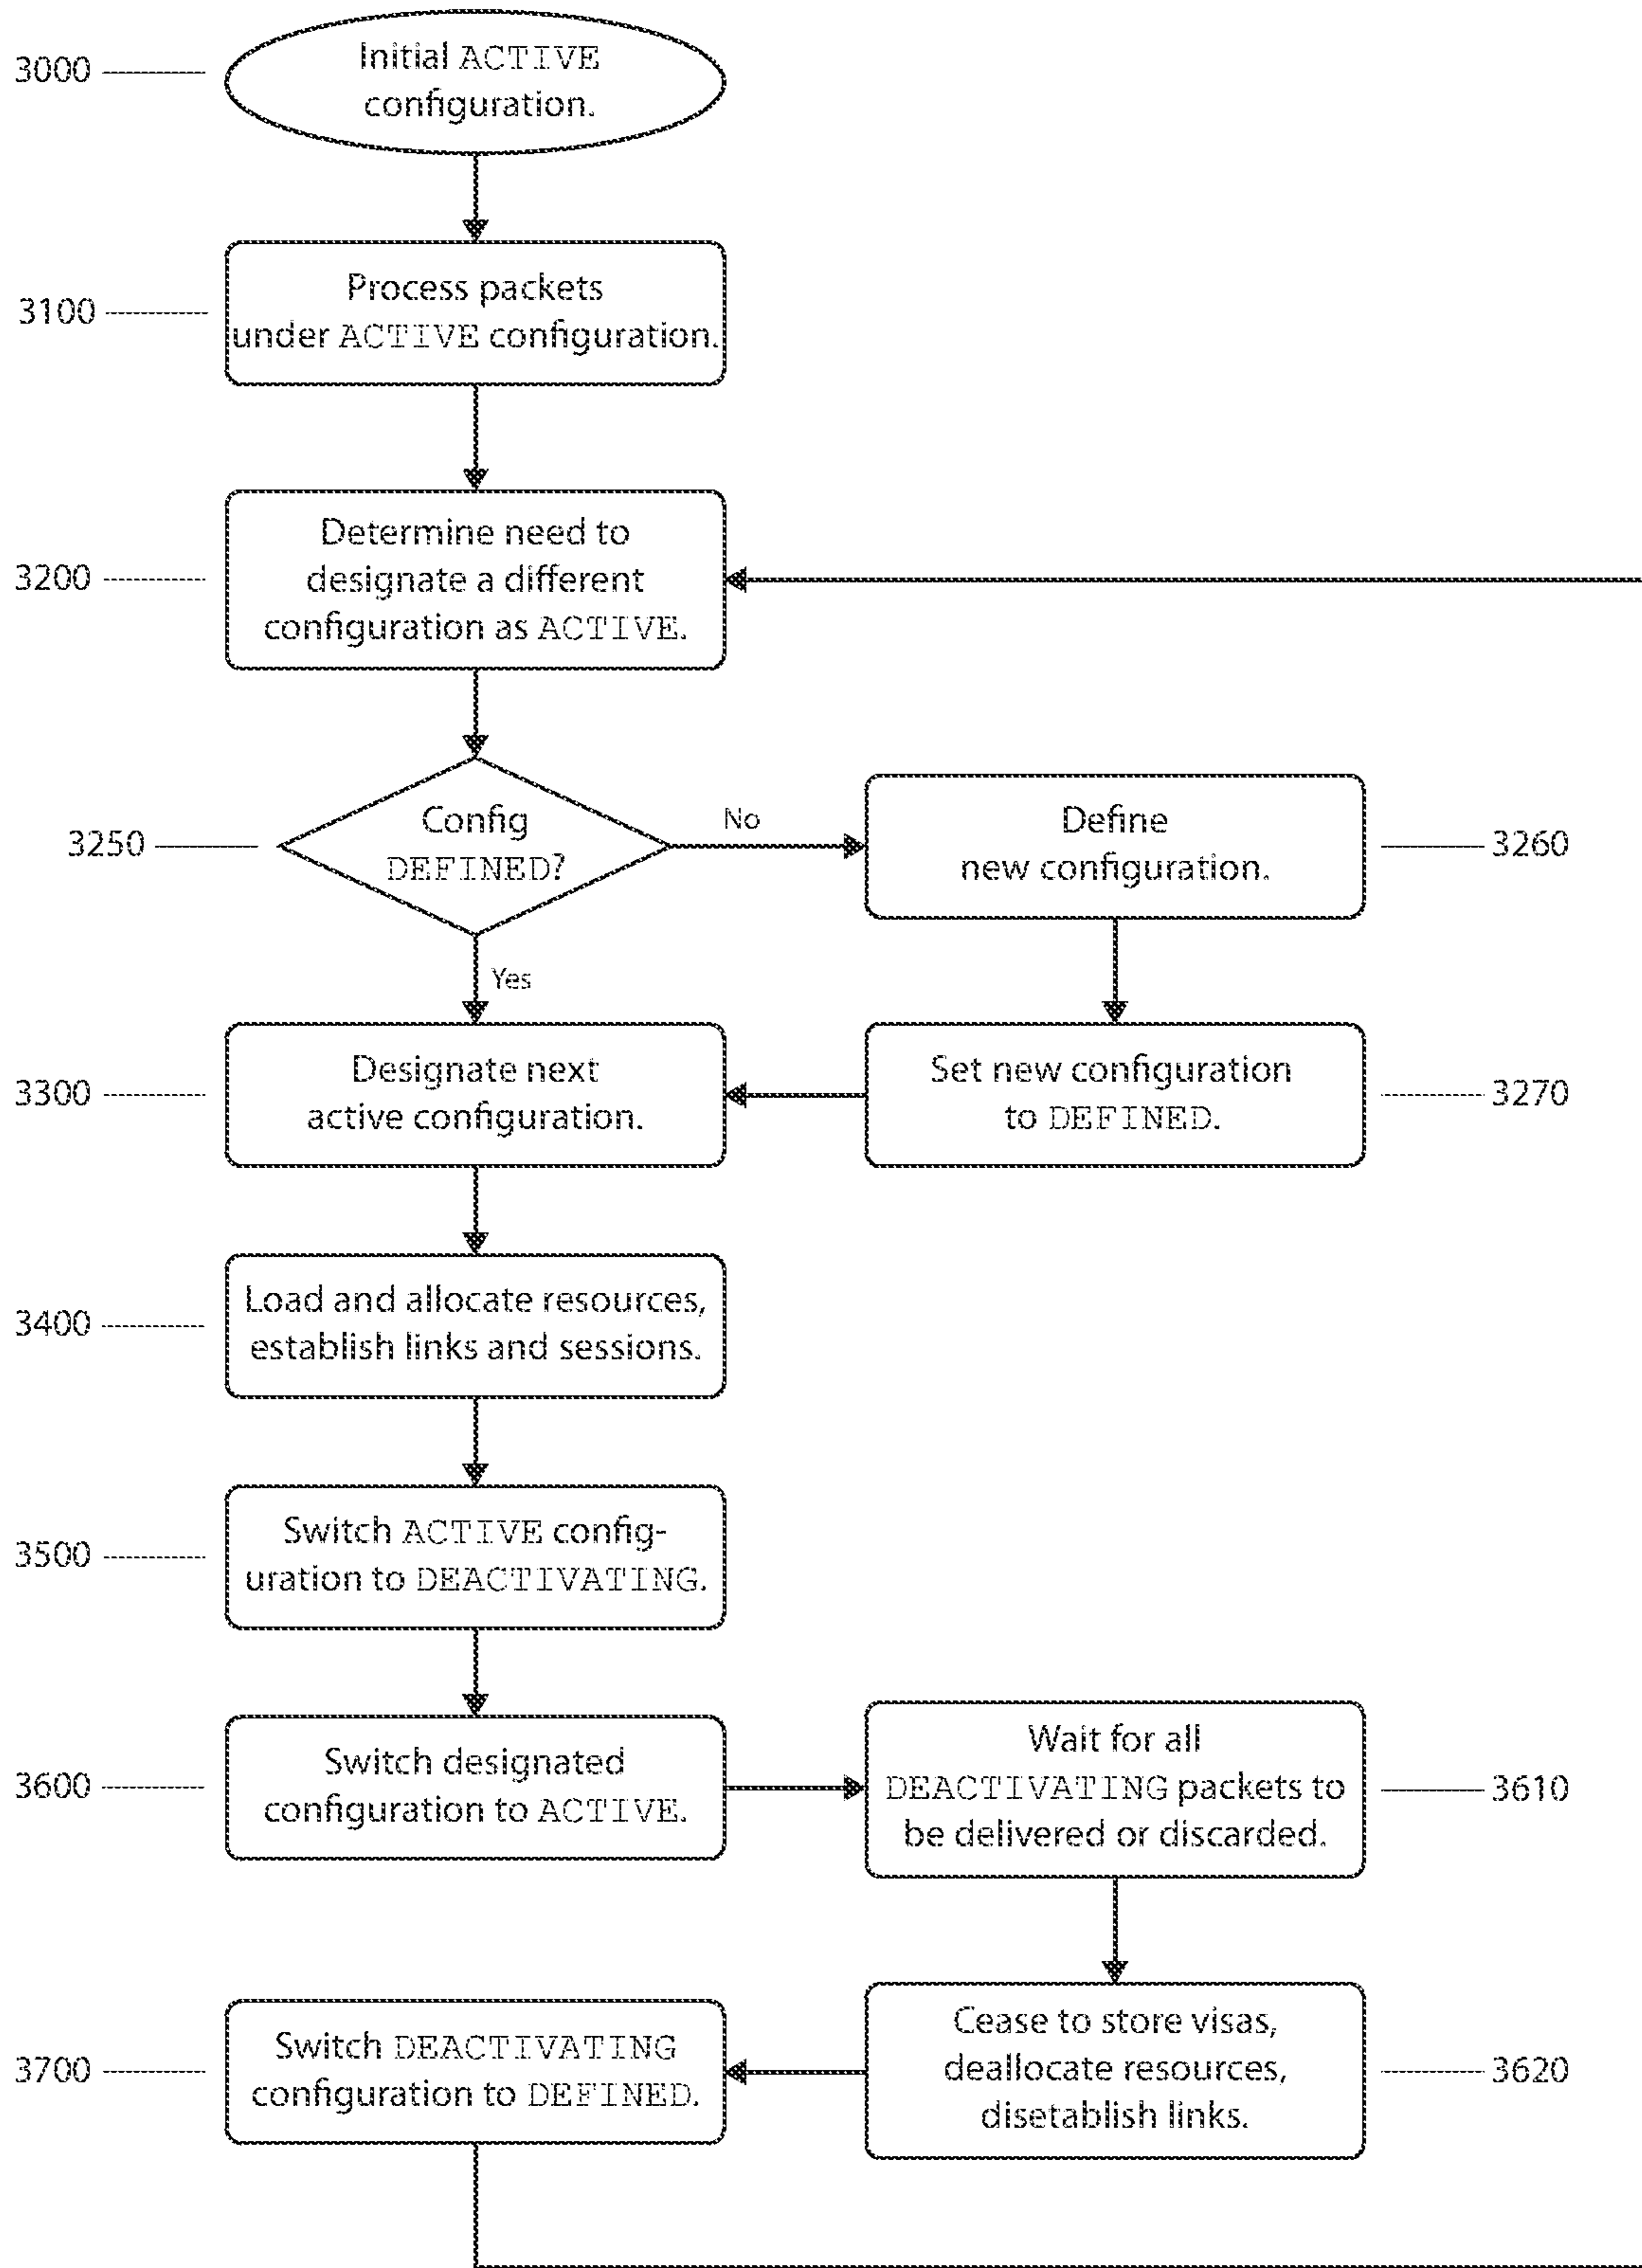 3000
Initial ACTIVE
configuration.
3100
Process packets
under ACTIVE configuration.
3200
Determine need to
designate a different
configuration as ACTIVE.
3250
Config
DEFINED?
No
Define
new configuration.
3260
Yes
3300
Designate next
active configuration.
Set new configuration
to DEFINED.
3270
3400
Load and allocate resources,
establish links and sessions.
3500
Switch ACTIVE config-
uration to DEACTIVATING.
3600
Switch designated
configuration to ACTIVE.
Wait for all
DEACTIVATING packets to
be delivered or discarded.
3610
3700
Switch DEACTIVATING
configuration to DEFINED.
Cease to store visas,
deallocate resources,
disetablish links.
3620